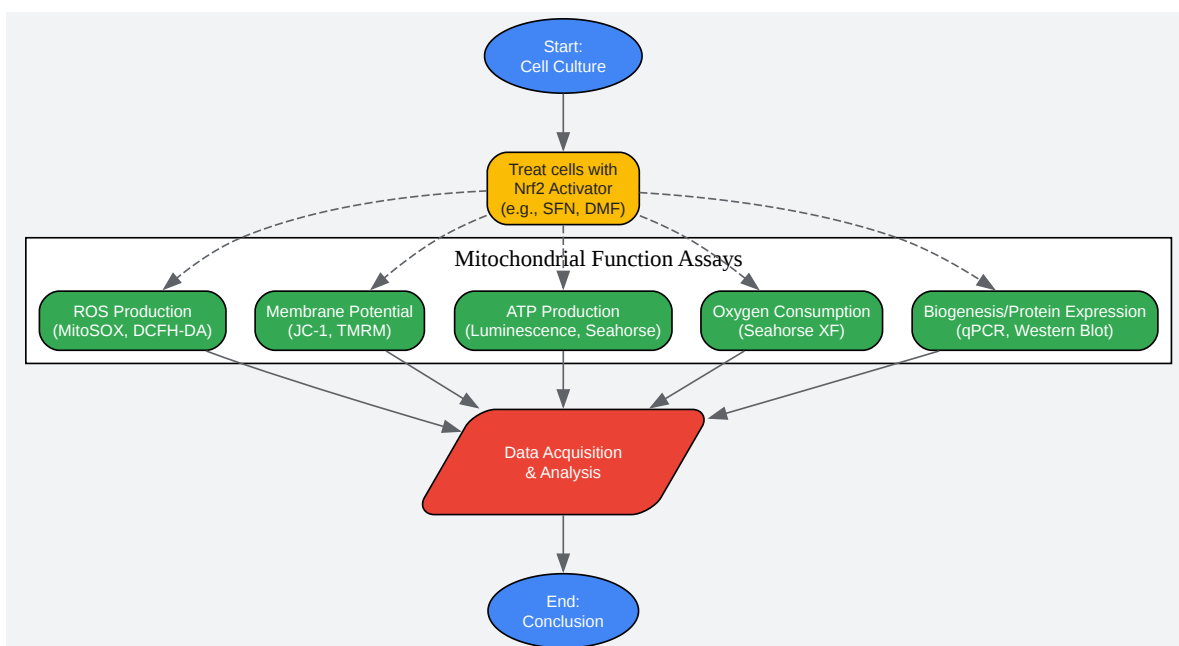 Start:
Cell Culture
Treat cells with
Nrf2 Activator
(e.g., SFN, DMF)
Mitochondrial Function Assays
ROS Production
(MitoSOX, DCFH-DA)
Membrane Potential
(JC-1, TMRM)
ATP Production
(Luminescence, Seahorse)
Oxygen Consumption
(Seahorse XF)
Biogenesis/Protein Expression
(qPCR, Western Blot)
Data Acquisition
& Analysis
End:
Conclusion